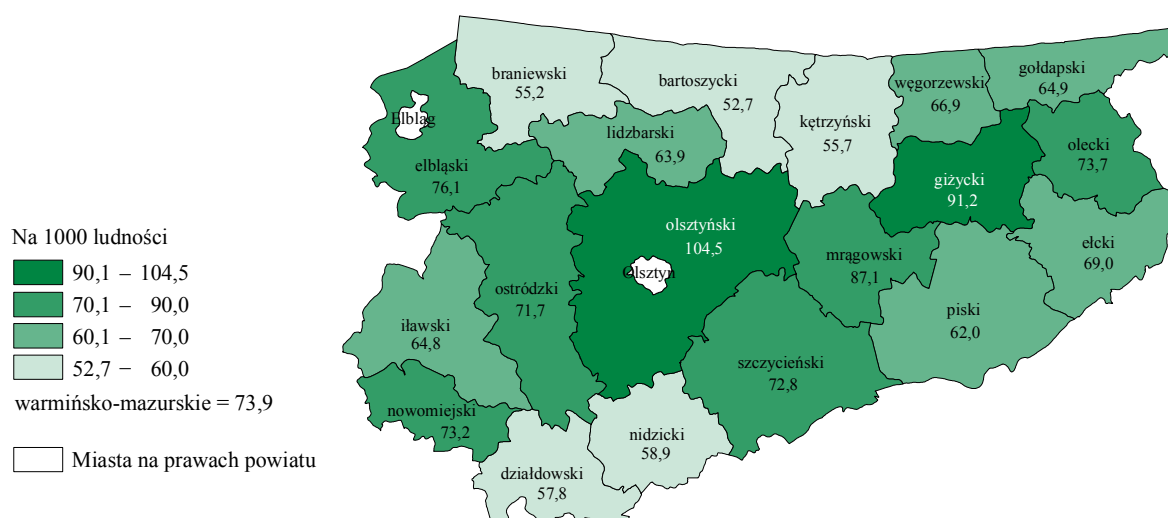 braniewski
55,2
bartoszycki
52,7
kętrzyński
55,7
węgorzewski
66,9
gołdapski
64,9
Elbląg
elbląski
76,1
lidzbarski
63,9
olecki
73,7
giżycki
91,2
olsztyński
104,5
Olsztyn
mrągowski
87,1
ełcki
69,0
ostródzki
71,7
piski
62,0
iławski
64,8
szczycieński
72,8
nowomiejski
73,2
nidzicki
58,9
działdowski
57,8
Na 1000 ludności
90,1 – 104,5
70,1 – 90,0
60,1 – 70,0
52,7 – 60,0
warmińsko-mazurskie = 73,9
Miasta na prawach powiatu